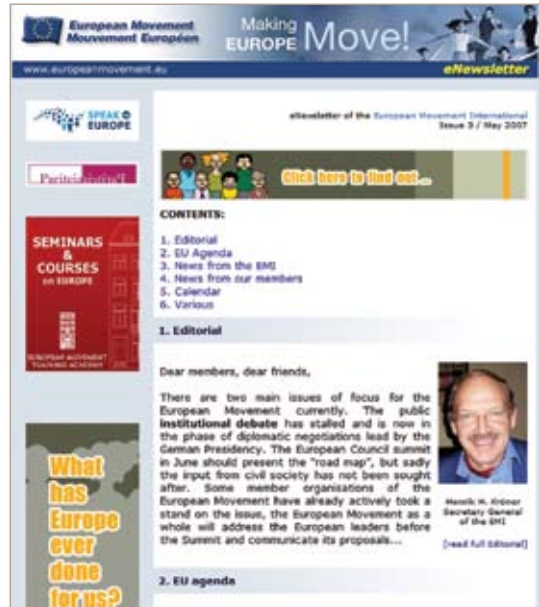 European Movement
Mouvement Européen
Making
EUROPE Move!
www.europeanmovement.eu
eNewsletter
SPEAK
EUROPE
eNewsletter of the European Movement International
Issue 3 / May 2007
Click here to find out ...
SEMINARS
&
COURSES
on EUROPE
EUROPEAN MOVEMENT
TRAINING ACADEMY
What
has
Europe
ever
done
for us?
CONTENTS:
1. Editorial
2. EU Agenda
3. News from the EMI
4. News from our members
5. Calendar
6. Various
1. Editorial
Dear members, dear friends,
There are two main issues of focus for the
European Movement currently. The public
institutional debate has stalled and is now in
the phase of diplomatic negotiations lead by the
German Presidency. The European Council summit
in June should present the "road map", but sadly
the input from civil society has not been sought
after. Some member organisations of the
European Movement have already actively took a
stand on the issue, the European Movement as a
whole will address the European leaders before
the Summit and communicate its proposals...
Henrik H. Kröner
Secretary General
of the EMI
[read full Editorial]
2. EU agenda